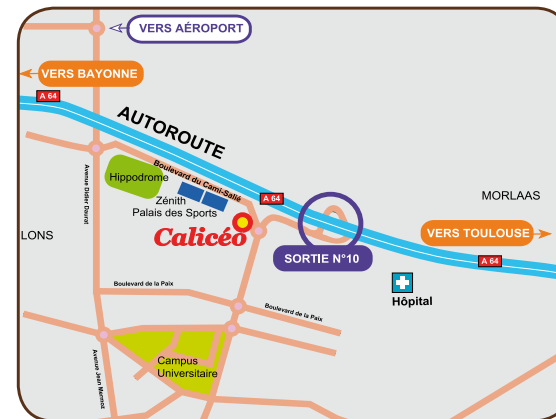 VERS AÉROPORT
VERS BAYONNE
A 64
AUTOROUTE
Boulevard du Cami-Salié
Hippodrome
Avenue Didier Daurat
Zénith
Palais des Sports
A 64
MORLAAS
LONS
Calicéo
VERS TOULOUSE
SORTIE N°10
A 64
Hôpital
Boulevard de la Paix
Boulevard de la Paix
Avenue Jean Mermoz
Campus
Universitaire